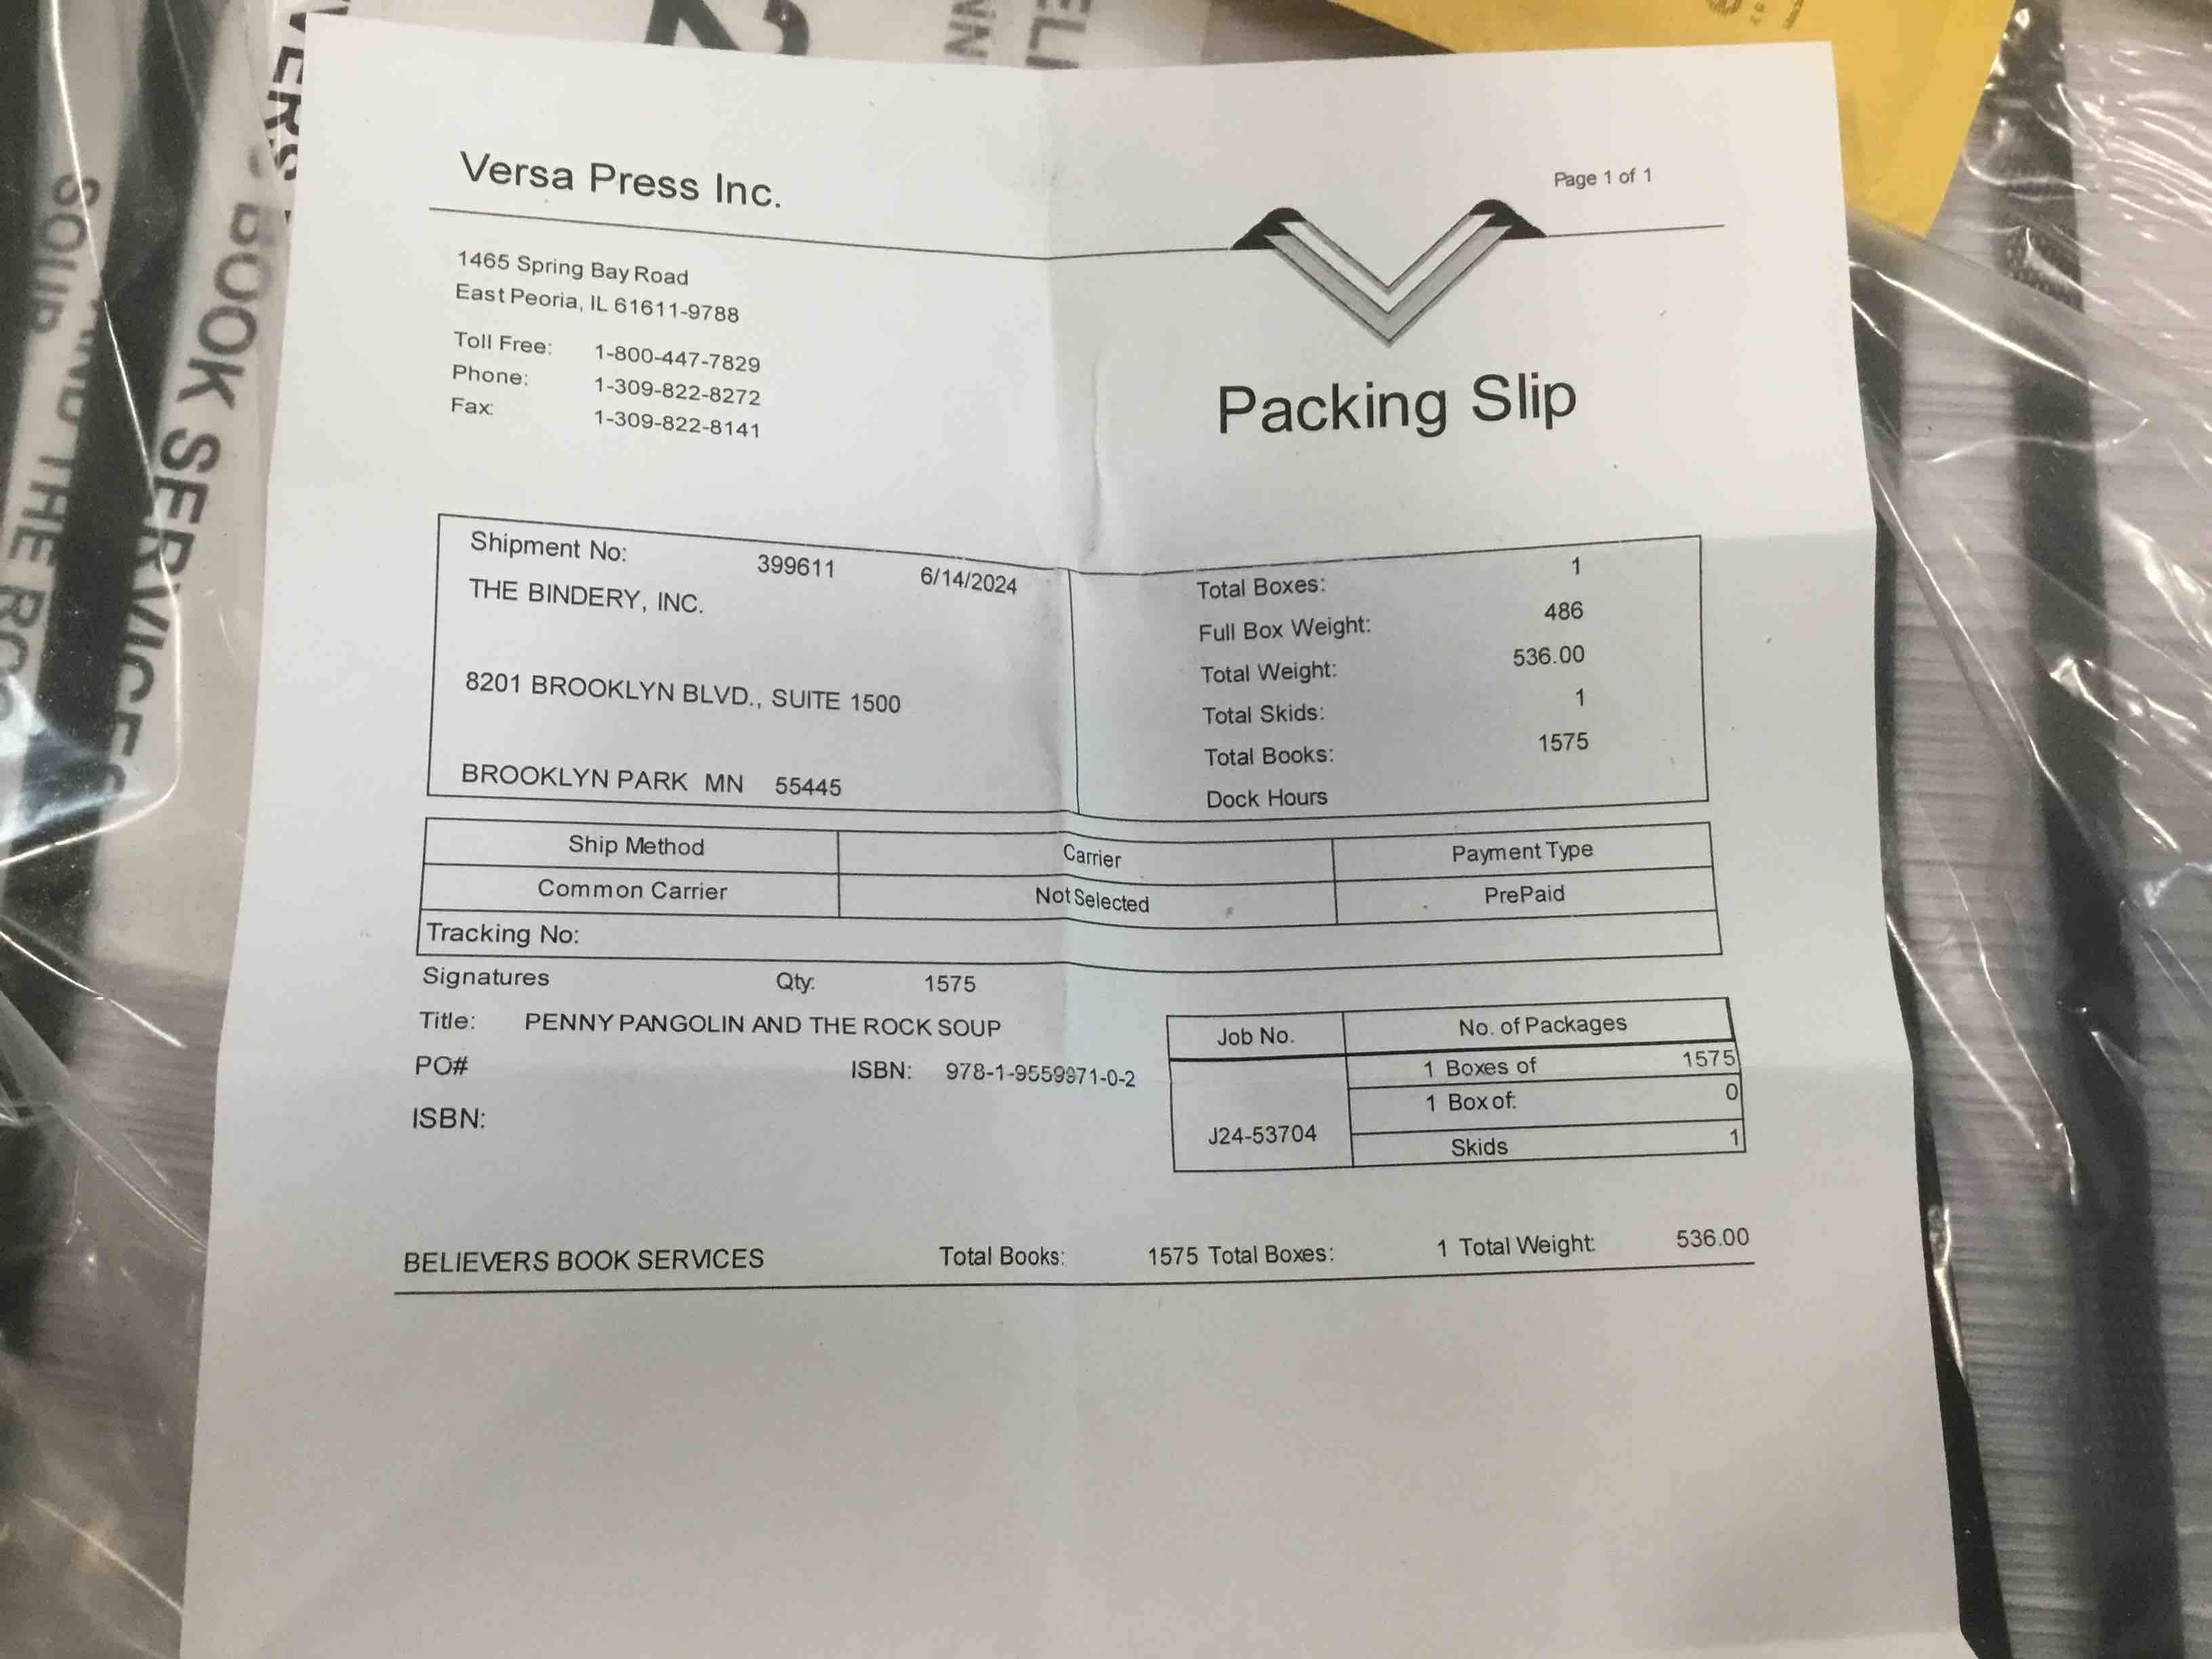 Versa Press Inc.
Page 1 of 1
1465 Spring Bay Road
East Peoria, IL 61611-9788
Toll Free: 1-800-447-7829
Phone: 1-309-822-8272
Fax: 1-309-822-8141
Packing Slip
Shipment No: 399611 6/14/2024
THE BINDERY, INC.
8201 BROOKLYN BLVD., SUITE 1500
BROOKLYN PARK MN 55445
Total Boxes: 1
Full Box Weight: 486
Total Weight: 536.00
Total Skids: 1
Total Books: 1575
Dock Hours
Ship Method Carrier Payment Type
Common Carrier Not Selected PrePaid
Tracking No:
Signatures Qty: 1575
Title: PENNY PANGOLIN AND THE ROCK SOUP
PO# ISBN: 978-1-9559971-0-2
ISBN:
Job No. No. of Packages
1 Boxes of 1575
1 Box of: 0
J24-53704
Skids 1
BELIEVERS BOOK SERVICES Total Books: 1575 Total Boxes: 1 Total Weight: 536.00
BOOK SERVICES
THE
SOUP
2